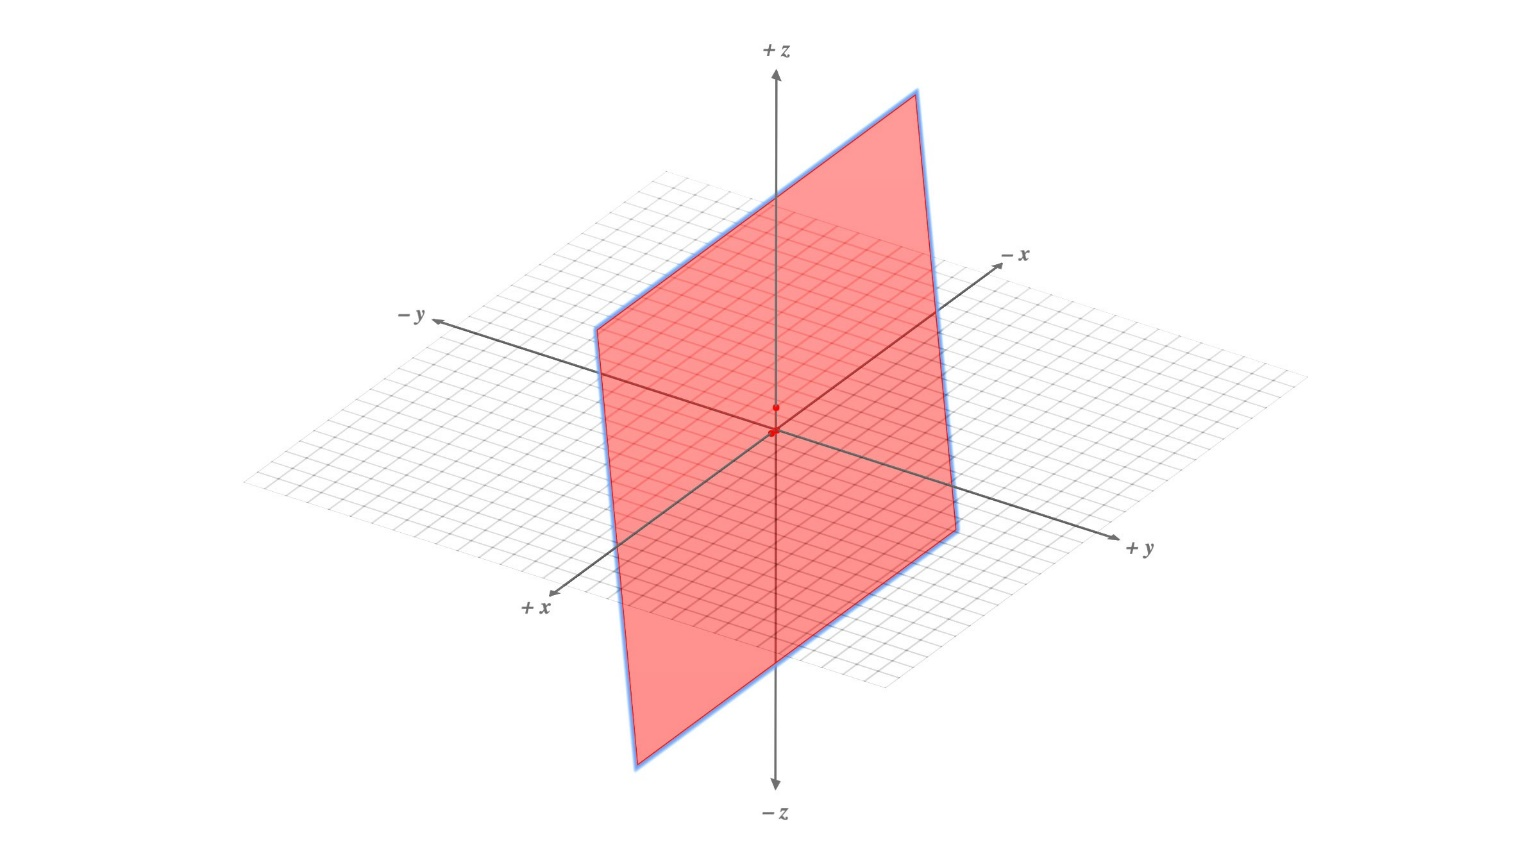 + z
− x
− y
+ y
+ x
− z